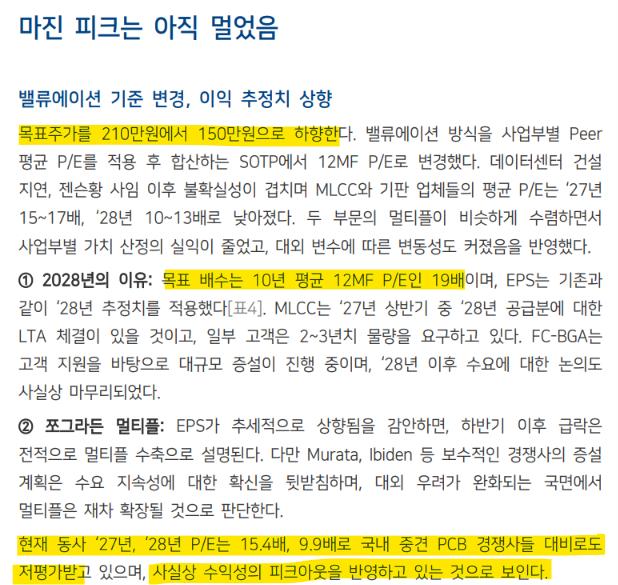 마진 피크는 아직 멀었음
밸류에이션 기준 변경, 이익 추정치 상향
목표주가를 210만원에서 150만원으로 하향한다. 밸류에이션 방식을 사업부별 Peer
평균 P/E를 적용 후 합산하는 SOTP에서 12MF P/E로 변경했다. 데이터센터 건설
지연, 젠슨황 사임 이후 불확실성이 겹치며 MLCC와 기판 업체들의 평균 P/E는 ‘27년
15~17배, ‘28년 10~13배로 낮아졌다. 두 부문의 멀티플이 비슷하게 수렴하면서
사업부별 가치 산정의 실익이 줄었고, 대외 변수에 따른 변동성도 커졌음을 반영했다.
① 2028년의 이유: 목표 배수는 10년 평균 12MF P/E인 19배이며, EPS는 기존과
같이 ‘28년 추정치를 적용했다[표4]. MLCC는 ‘27년 상반기 중 ‘28년 공급분에 대한
LTA 체결이 있을 것이고, 일부 고객은 2~3년치 물량을 요구하고 있다. FC-BGA는
고객 지원을 바탕으로 대규모 증설이 진행 중이며, ‘28년 이후 수요에 대한 논의도
사실상 마무리되었다.
② 쪼그라든 멀티플: EPS가 추세적으로 상향됨을 감안하면, 하반기 이후 급락은
전적으로 멀티플 수축으로 설명된다. 다만 Murata, Ibiden 등 보수적인 경쟁사의 증설
계획은 수요 지속성에 대한 확신을 뒷받침하며, 대외 우려가 완화되는 국면에서
멀티플은 재차 확장될 것으로 판단한다.
현재 동사 ‘27년, ‘28년 P/E는 15.4배, 9.9배로 국내 중견 PCB 경쟁사들 대비로도
저평가받고 있으며, 사실상 수익성의 피크아웃을 반영하고 있는 것으로 보인다.